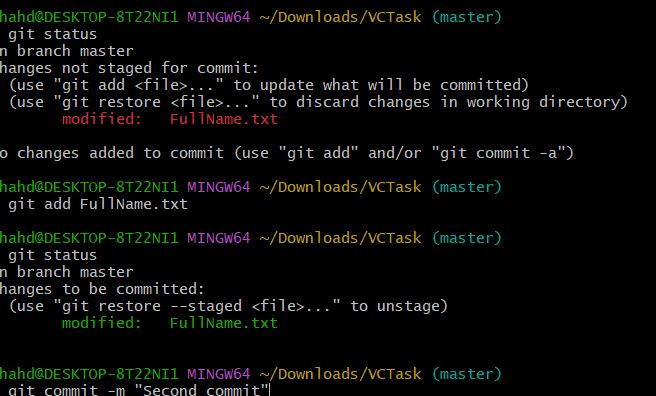 hahd@DESKTOP-8T22NI1 MINGW64 ~/Downloads/VCTask (master)
git status
n branch master
hanges not staged for commit:
(use "git add <file>..." to update what will be committed)
(use "git restore <file>..." to discard changes in working directory)
modified:   FullName.txt
o changes added to commit (use "git add" and/or "git commit -a")
hahd@DESKTOP-8T22NI1 MINGW64 ~/Downloads/VCTask (master)
git add FullName.txt
hahd@DESKTOP-8T22NI1 MINGW64 ~/Downloads/VCTask (master)
git status
n branch master
hanges to be committed:
(use "git restore --staged <file>..." to unstage)
modified:   FullName.txt
hahd@DESKTOP-8T22NI1 MINGW64 ~/Downloads/VCTask (master)
git commit -m "Second commit"